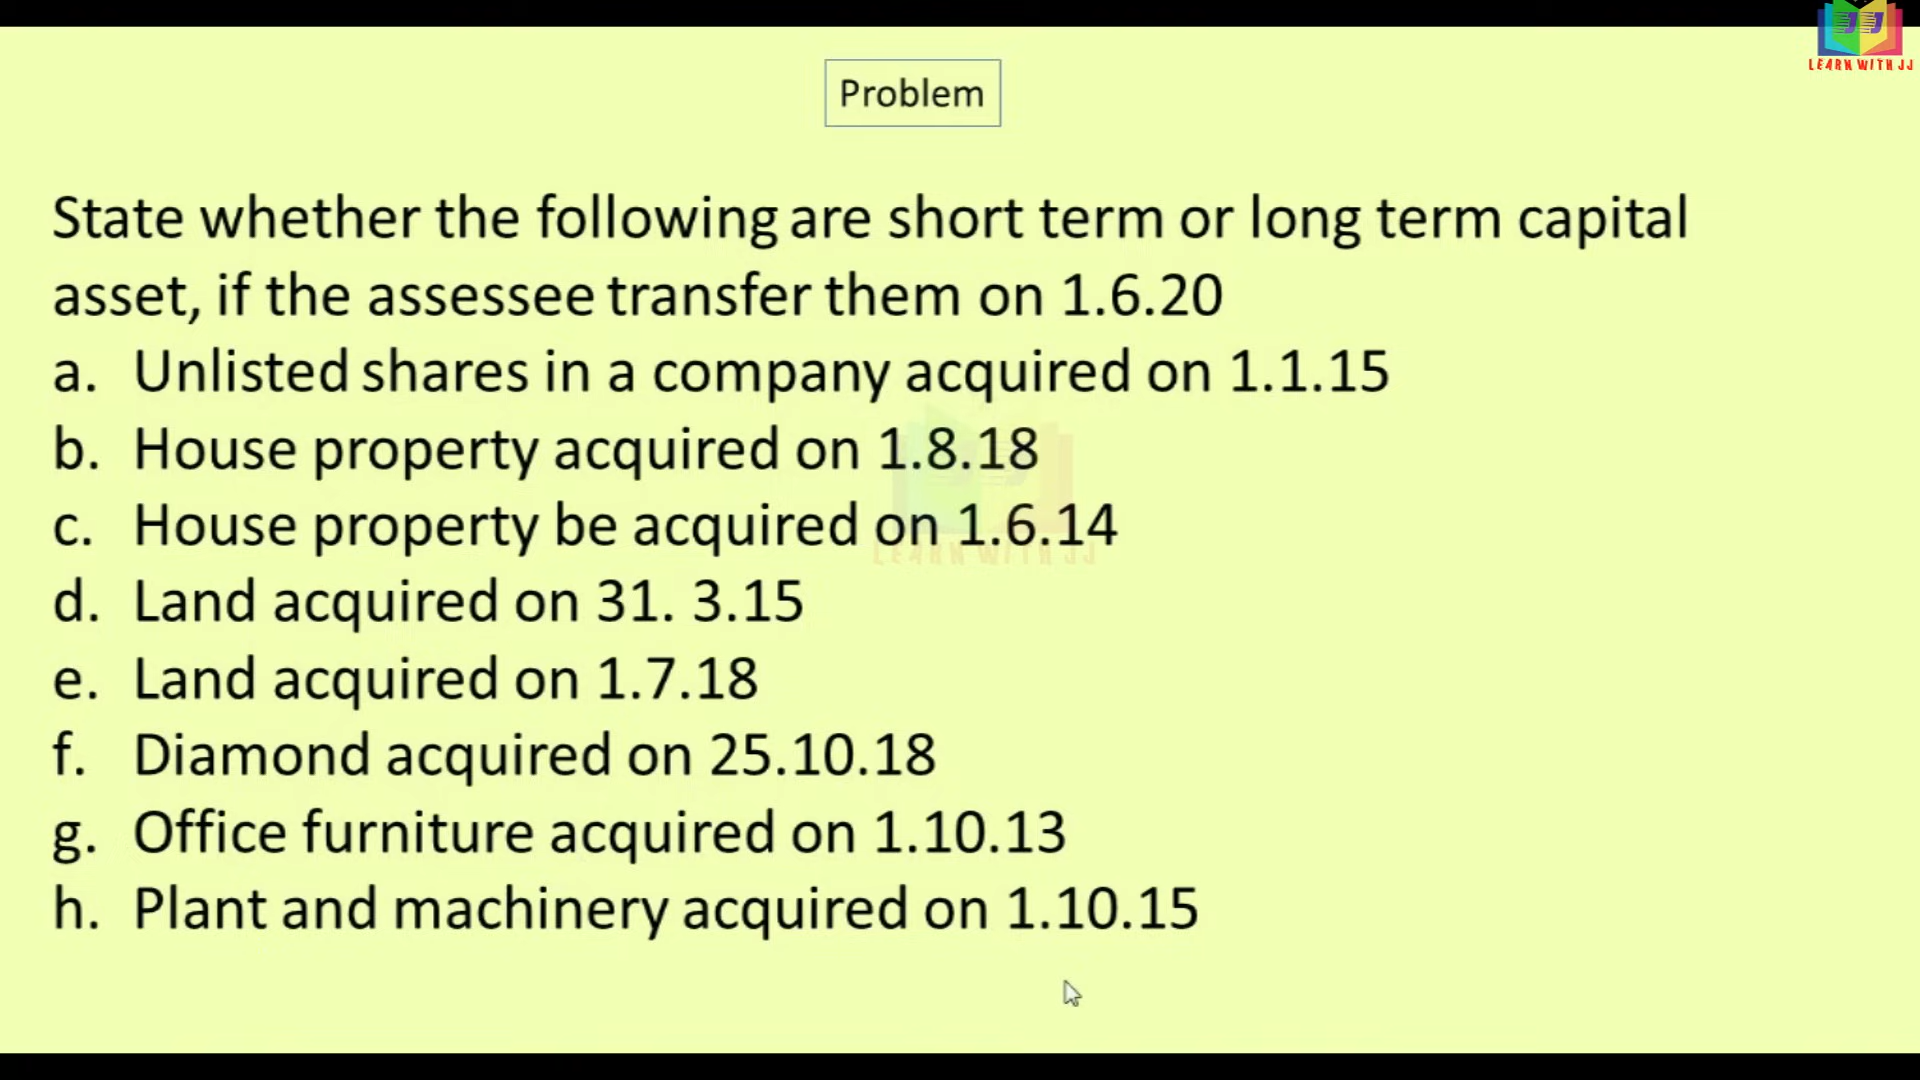 LEARN WITH JJ
Problem
State whether the following are short term or long term capital
asset, if the assessee transfer them on 1.6.20
a. Unlisted shares in a company acquired on 1.1.15
b. House property acquired on 1.8.18
c. House property be acquired on 1.6.14
d. Land acquired on 31. 3.15
e. Land acquired on 1.7.18
f. Diamond acquired on 25.10.18
g. Office furniture acquired on 1.10.13
h. Plant and machinery acquired on 1.10.15
LEARN WITH JJ